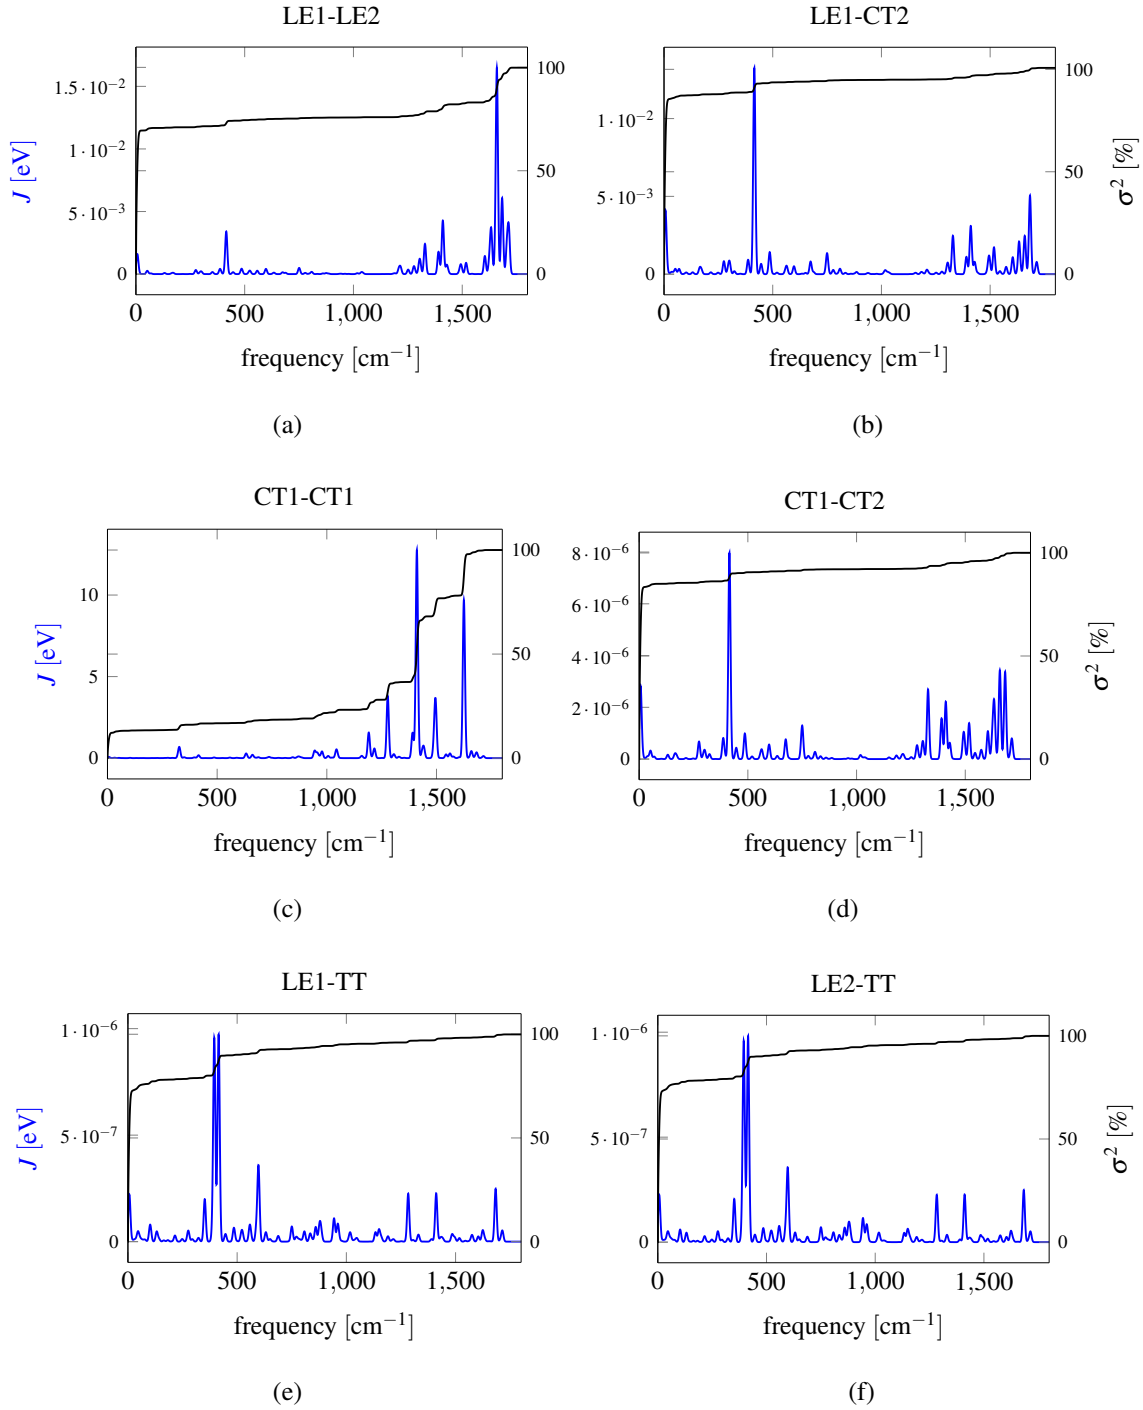 LE1-LE2
LE1-CT2
1.5 · 10⁻²
1 · 10⁻²
5 · 10⁻³
0
100
50
0
J [eV]
0 500 1,000 1,500
frequency [cm⁻¹]
1 · 10⁻²
5 · 10⁻³
0
100
50
0
σ² [%]
0 500 1,000 1,500
frequency [cm⁻¹]
(a)
(b)
CT1-CT1
CT1-CT2
10
5
0
100
50
0
J [eV]
0 500 1,000 1,500
frequency [cm⁻¹]
8 · 10⁻⁶
6 · 10⁻⁶
4 · 10⁻⁶
2 · 10⁻⁶
0
100
50
0
σ² [%]
0 500 1,000 1,500
frequency [cm⁻¹]
(c)
(d)
LE1-TT
LE2-TT
1 · 10⁻⁶
5 · 10⁻⁷
0
100
50
0
J [eV]
0 500 1,000 1,500
frequency [cm⁻¹]
1 · 10⁻⁶
5 · 10⁻⁷
0
100
50
0
σ² [%]
0 500 1,000 1,500
frequency [cm⁻¹]
(e)
(f)